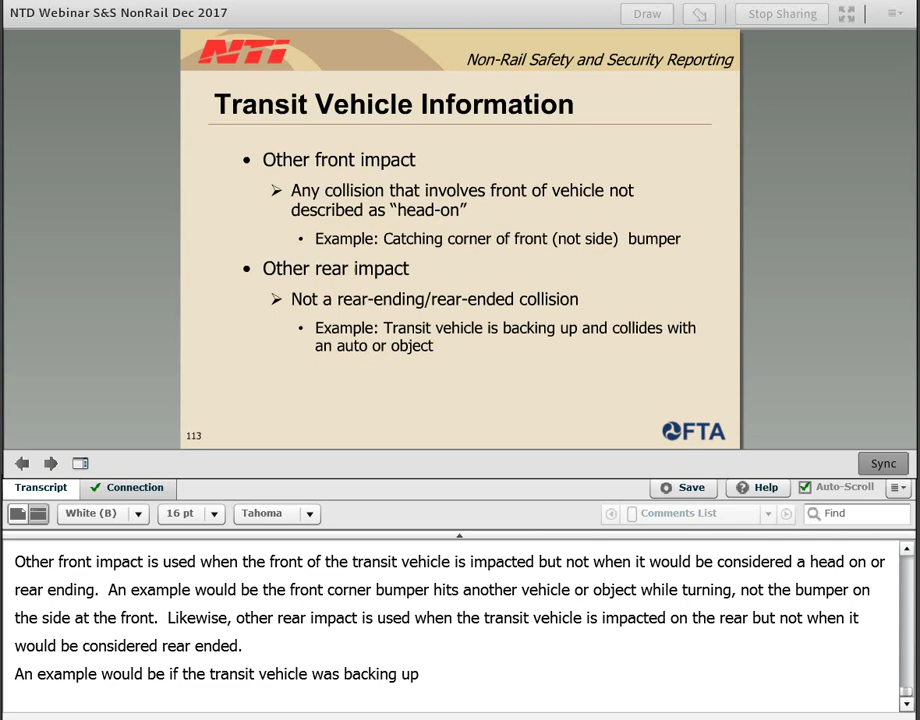 NTD Webinar S&S NonRail Dec 2017
Draw
Stop Sharing
NTI
Non-Rail Safety and Security Reporting
Transit Vehicle Information
• Other front impact
➢ Any collision that involves front of vehicle not
described as “head-on”
• Example: Catching corner of front (not side)  bumper
• Other rear impact
➢ Not a rear-ending/rear-ended collision
• Example: Transit vehicle is backing up and collides with
an auto or object
113
FTA
Sync
Transcript
Connection
Save
Help
Auto-Scroll
White (B)
16 pt
Tahoma
Comments List
Find
Other front impact is used when the front of the transit vehicle is impacted but not when it would be considered a head on or
rear ending.  An example would be the front corner bumper hits another vehicle or object while turning, not the bumper on
the side at the front.  Likewise, other rear impact is used when the transit vehicle is impacted on the rear but not when it
would be considered rear ended.
An example would be if the transit vehicle was backing up